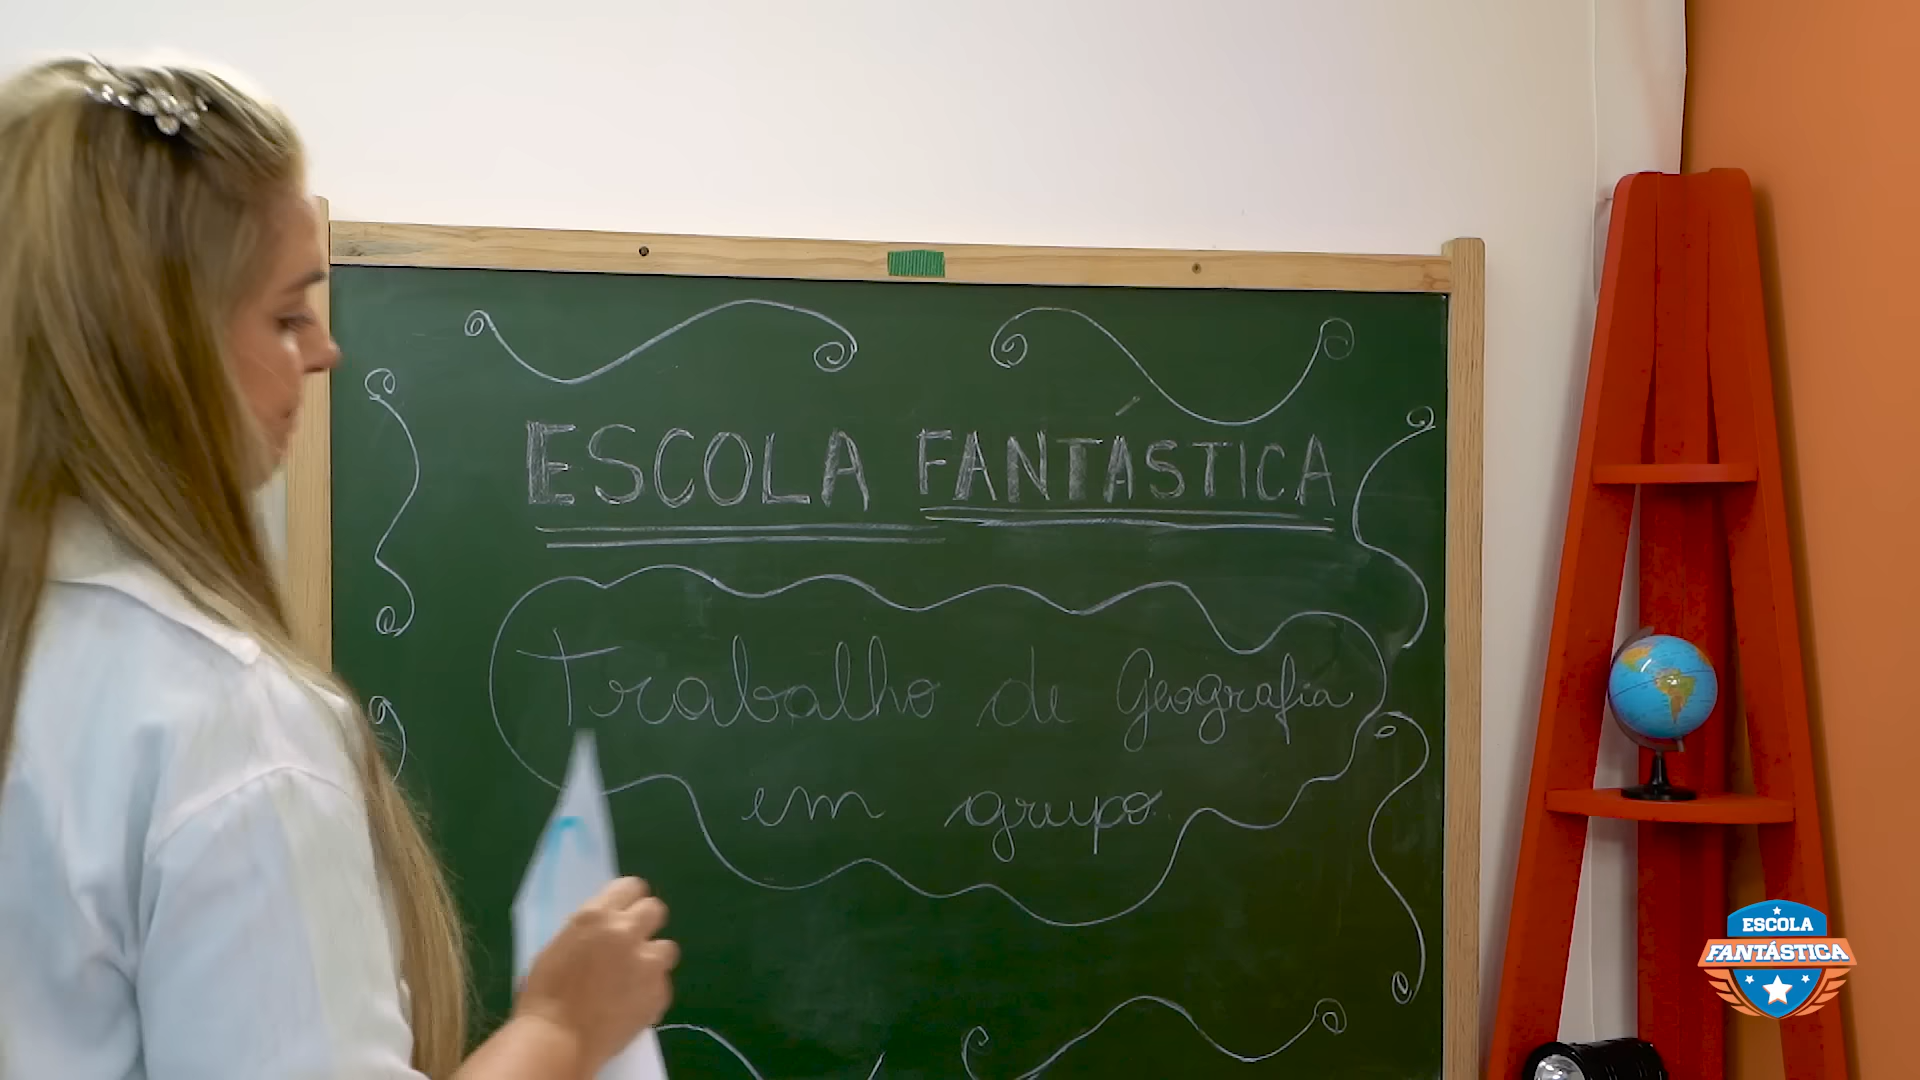 ESCOLA FANTÁSTICA
Trabalho de Geografia
em grupo
ESCOLA
FANTÁSTICA